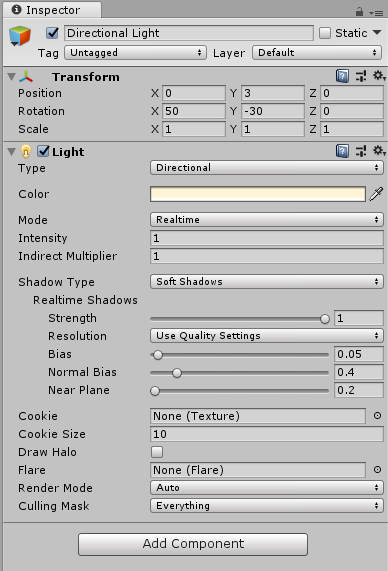 Inspector
Directional Light Static
Tag Untagged Layer Default
Transform
Position X 0 Y 3 Z 0
Rotation X 50 Y -30 Z 0
Scale X 1 Y 1 Z 1
Light
Type Directional
Color
Mode Realtime
Intensity 1
Indirect Multiplier 1
Shadow Type Soft Shadows
Realtime Shadows
Strength 1
Resolution Use Quality Settings
Bias 0.05
Normal Bias 0.4
Near Plane 0.2
Cookie None (Texture)
Cookie Size 10
Draw Halo
Flare None (Flare)
Render Mode Auto
Culling Mask Everything
Add Component